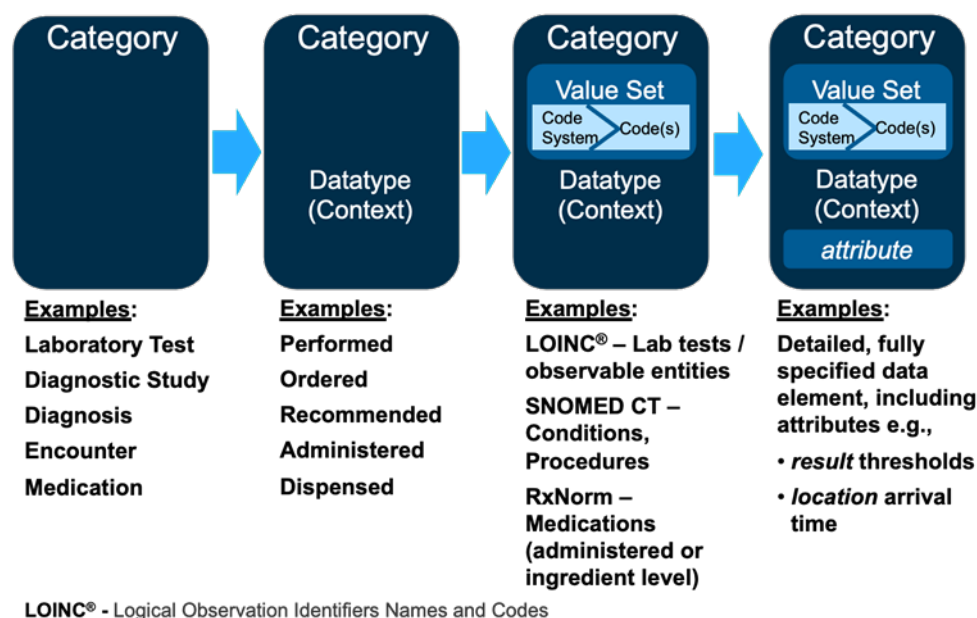 Category
Examples:
Laboratory Test
Diagnostic Study
Diagnosis
Encounter
Medication
Category
Datatype
(Context)
Examples:
Performed
Ordered
Recommended
Administered
Dispensed
Category
Value Set
Code
System
Code(s)
Datatype
(Context)
Examples:
LOINC® – Lab tests /
observable entities
SNOMED CT –
Conditions,
Procedures
RxNorm –
Medications
(administered or
ingredient level)
Category
Value Set
Code
System
Code(s)
Datatype
(Context)
attribute
Examples:
Detailed, fully
specified data
element, including
attributes e.g.,
• result thresholds
• location arrival
time
LOINC® - Logical Observation Identifiers Names and Codes